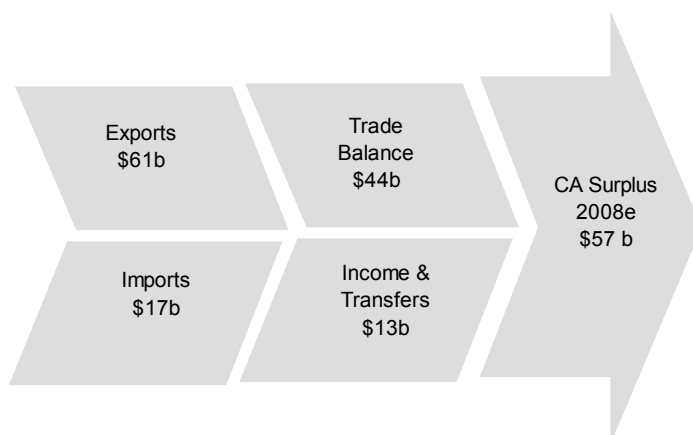 Exports
$61b
Trade
Balance
$44b
CA Surplus
2008e
$57 b
Imports
$17b
Income &
Transfers
$13b